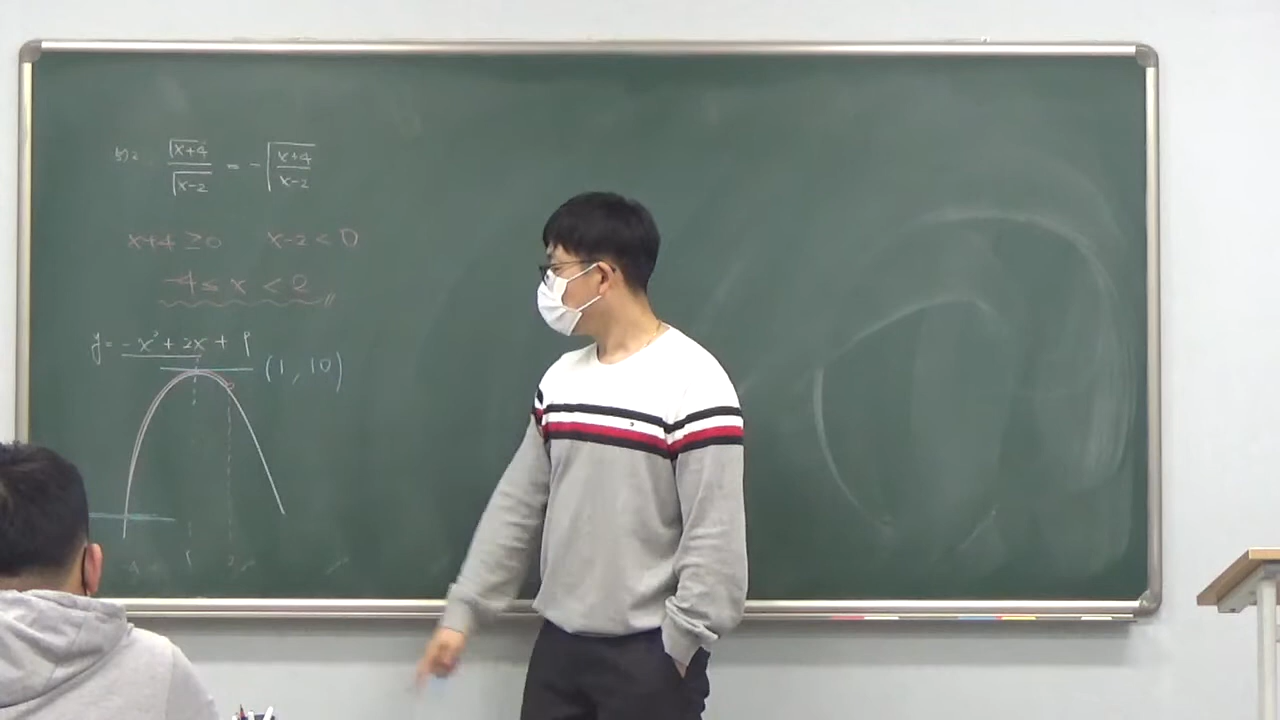 √x+4 / √x-2 = -√(x+4 / x-2)
x+4 ≥ 0 x-2 < 0
-4 ≤ x < 2
y = -x² + 2x + 9
(1, 10)